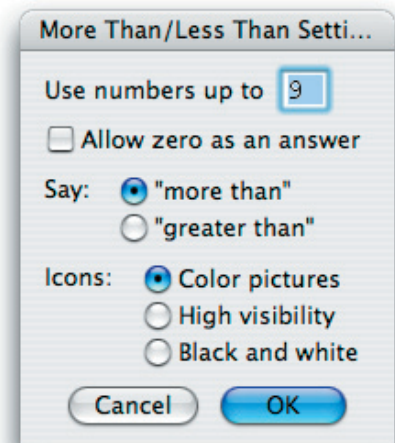 More Than/Less Than Setti...
Use numbers up to 9
Allow zero as an answer
Say: "more than"
"greater than"
Icons: Color pictures
High visibility
Black and white
Cancel OK